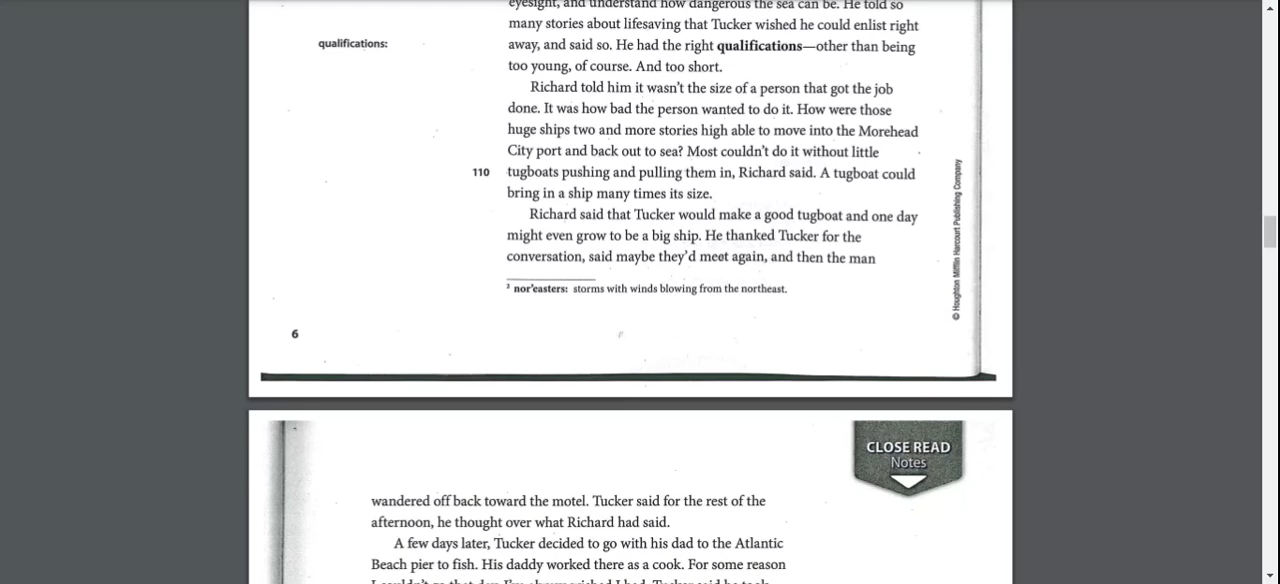 eyesight, and understand how dangerous the sea can be. He told so
many stories about lifesaving that Tucker wished he could enlist right
qualifications:
away, and said so. He had the right qualifications—other than being
too young, of course. And too short.
Richard told him it wasn't the size of a person that got the job
done. It was how bad the person wanted to do it. How were those
huge ships two and more stories high able to move into the Morehead
City port and back out to sea? Most couldn't do it without little
110 tugboats pushing and pulling them in, Richard said. A tugboat could
bring in a ship many times its size.
Richard said that Tucker would make a good tugboat and one day
might even grow to be a big ship. He thanked Tucker for the
conversation, said maybe they'd meet again, and then the man
³ nor'easters: storms with winds blowing from the northeast.
© Houghton Mifflin Harcourt Publishing Company
6
CLOSE READ
Notes
wandered off back toward the motel. Tucker said for the rest of the
afternoon, he thought over what Richard had said.
A few days later, Tucker decided to go with his dad to the Atlantic
Beach pier to fish. His daddy worked there as a cook. For some reason